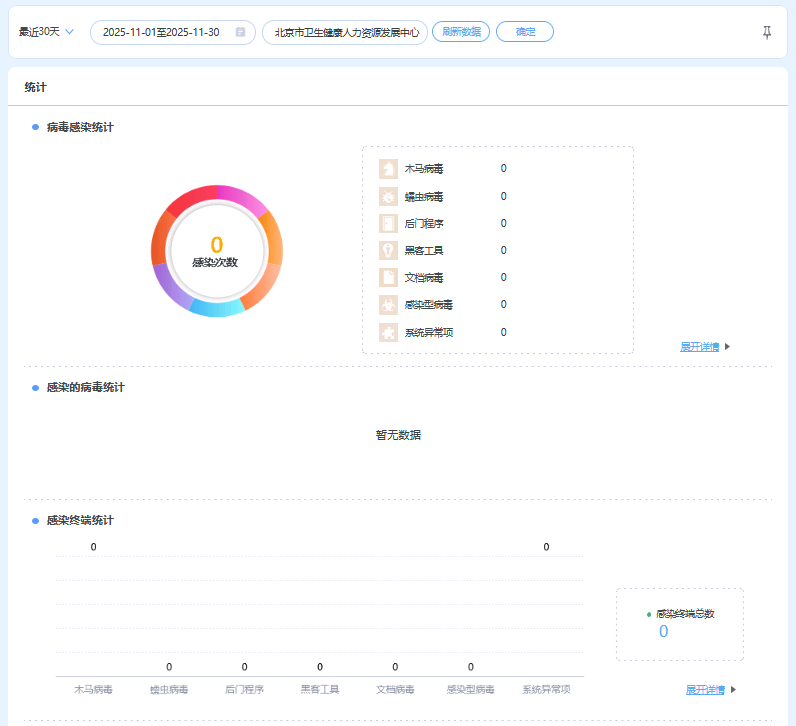 最近30天 2025-11-01至2025-11-30 北京市卫生健康人力资源发展中心 刷新数据 确定
统计
病毒感染统计
0
感染次数
木马病毒 0
蠕虫病毒 0
后门程序 0
黑客工具 0
文档病毒 0
感染型病毒 0
系统异常项 0
展开详情
感染的病毒统计
暂无数据
感染终端统计
0 0
0 0 0 0 0
木马病毒 蠕虫病毒 后门程序 黑客工具 文档病毒 感染型病毒 系统异常项
感染终端总数
0
展开详情